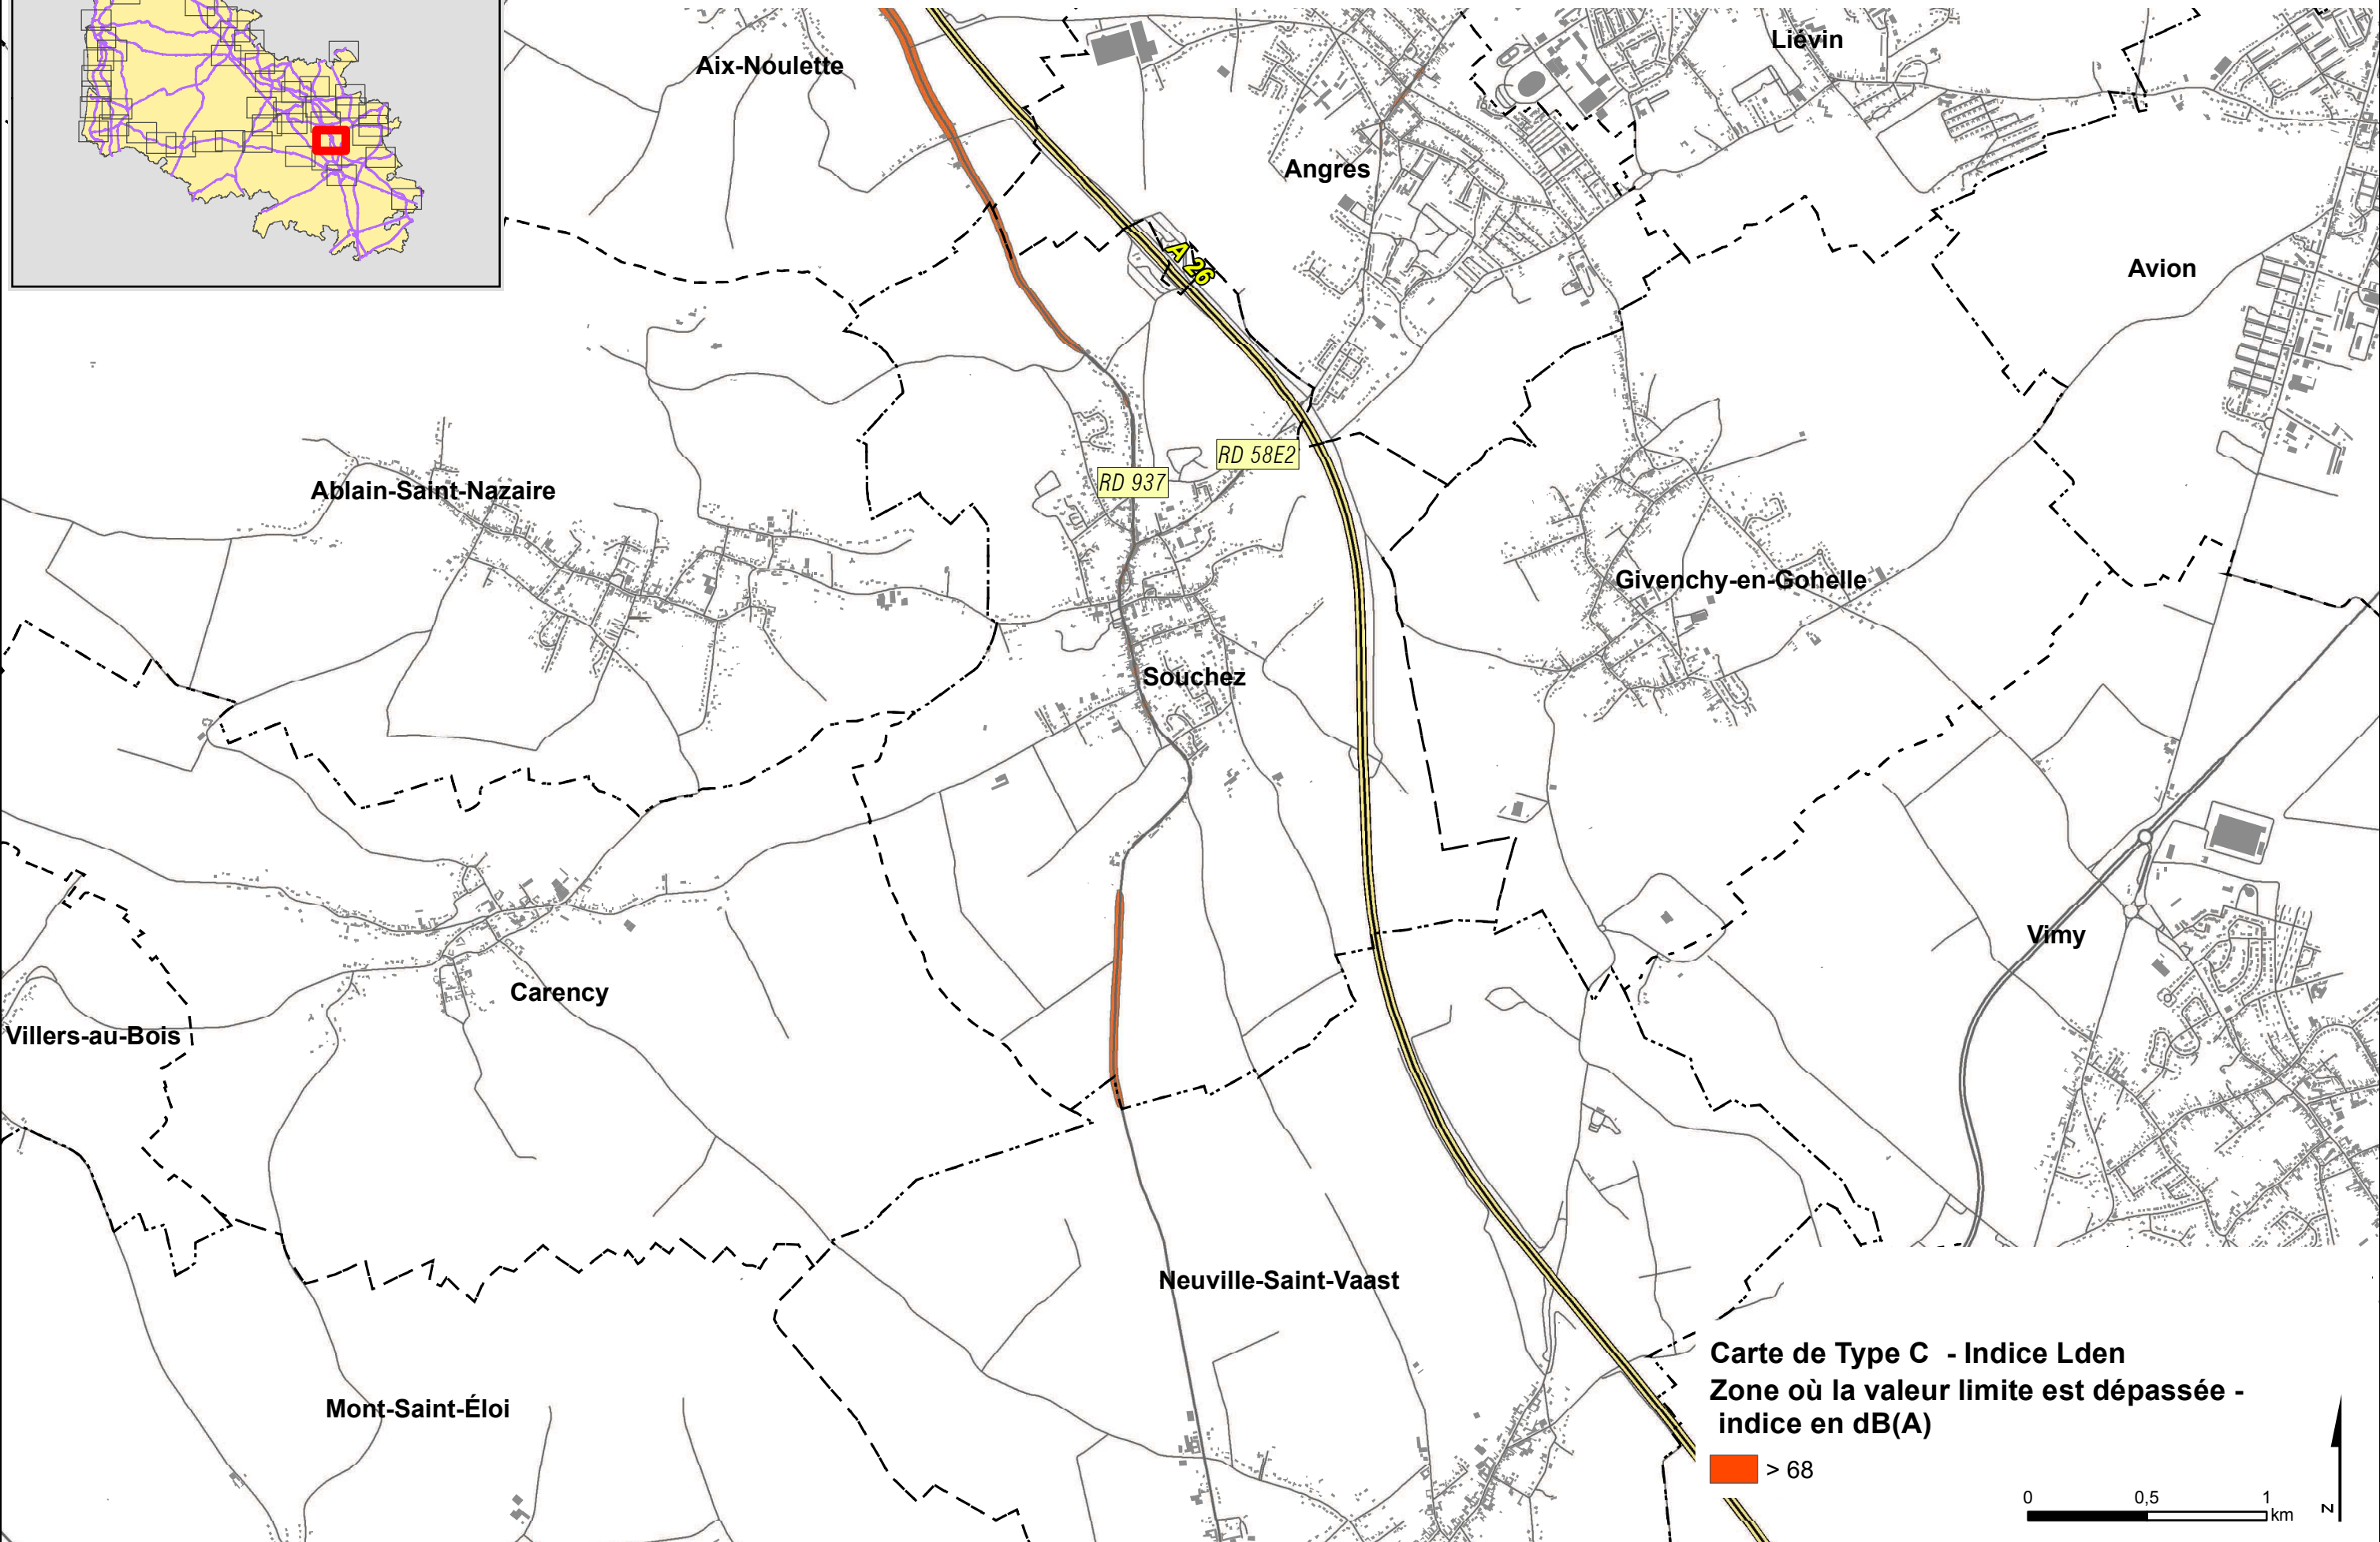 Liévin
Aix-Noulette
Angres
A 26
Avion
RD 58E2
RD 937
Ablain-Saint-Nazaire
Givenchy-en-Gohelle
Souchez
Vimy
Carency
Villers-au-Bois
Neuville-Saint-Vaast
Mont-Saint-Éloi
Carte de Type C - Indice Lden
Zone où la valeur limite est dépassée -
indice en dB(A)
> 68
0 0,5 1
km
N